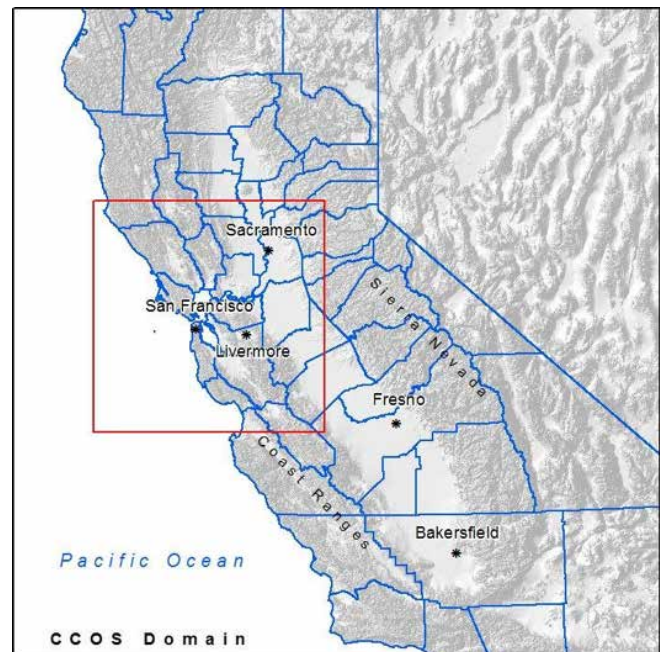 Sacramento
San Francisco
Livermore
Sierra Nevada
Fresno
Coast Ranges
Bakersfield
Pacific Ocean
CCOS Domain